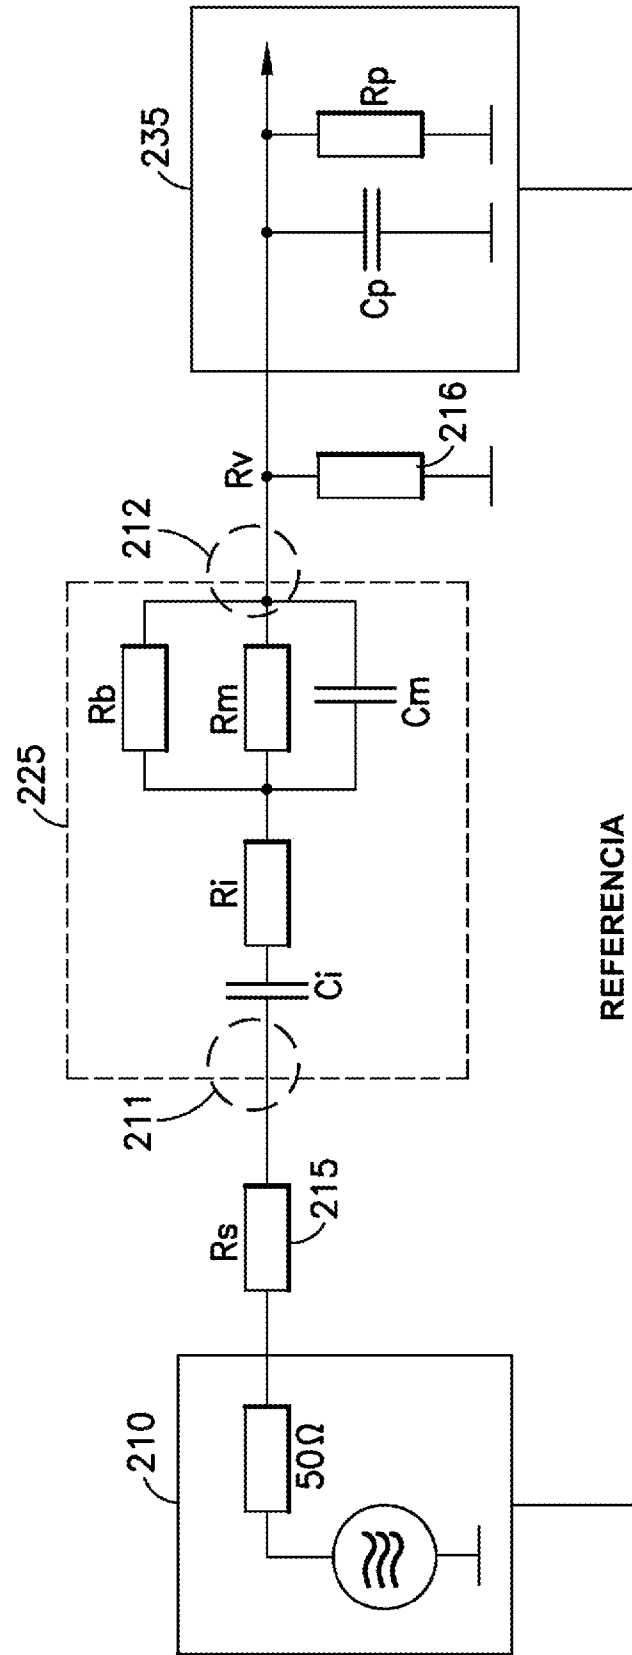 210
50Ω
Rs
215
211
225
Ci
Ri
Rb
Rm
Cm
212
Rv
216
235
Cp
Rp
REFERENCIA